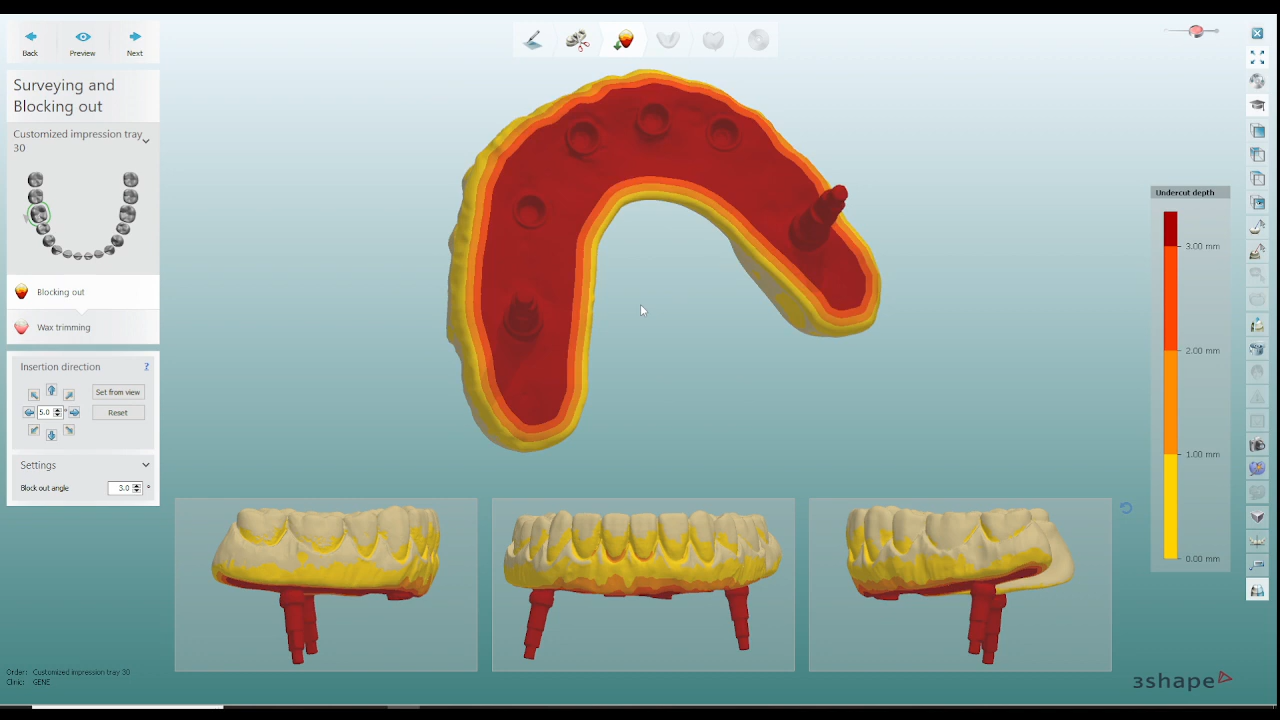 Back
Preview
Next
Surveying and
Blocking out
Customized impression tray
30
Blocking out
Wax trimming
Insertion direction
?
Set from view
5.0
°
Reset
Settings
Block out angle
3.0
°
Undercut depth
3.00 mm
2.00 mm
1.00 mm
0.00 mm
Order: Customized impression tray 30
Clinic: GENE
3shape